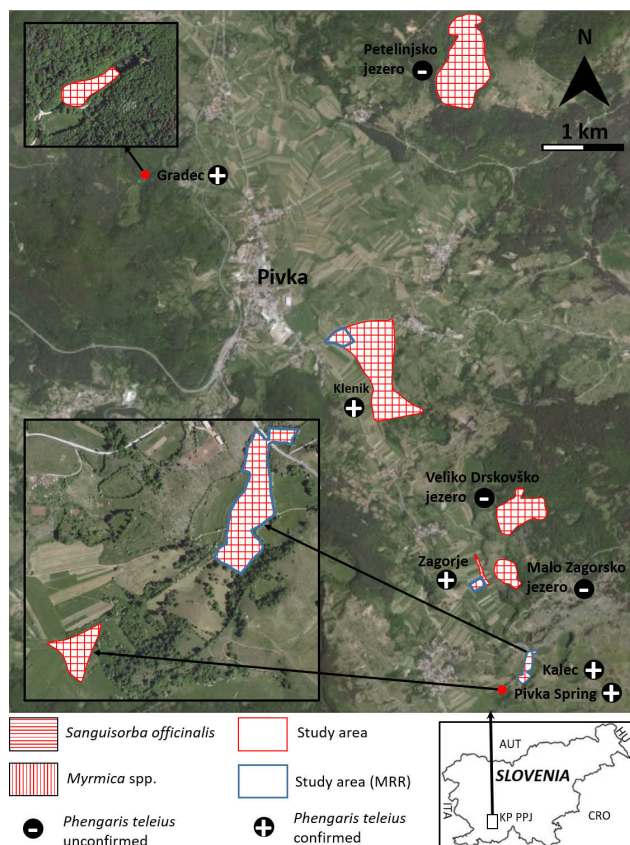 Petelinjsko
jezero
N
1 km
Gradec
Pivka
Klenik
Veliko Drskovško
jezero
Zagorje
Malo Zagorsko
jezero
Kalec
Pivka Spring
Sanguisorba officinalis
Study area
Myrmica spp.
Study area (MRR)
Phengaris teleius
unconfirmed
Phengaris teleius
confirmed
AUT
HU
SLOVENIA
ITA
KP PPJ
CRO